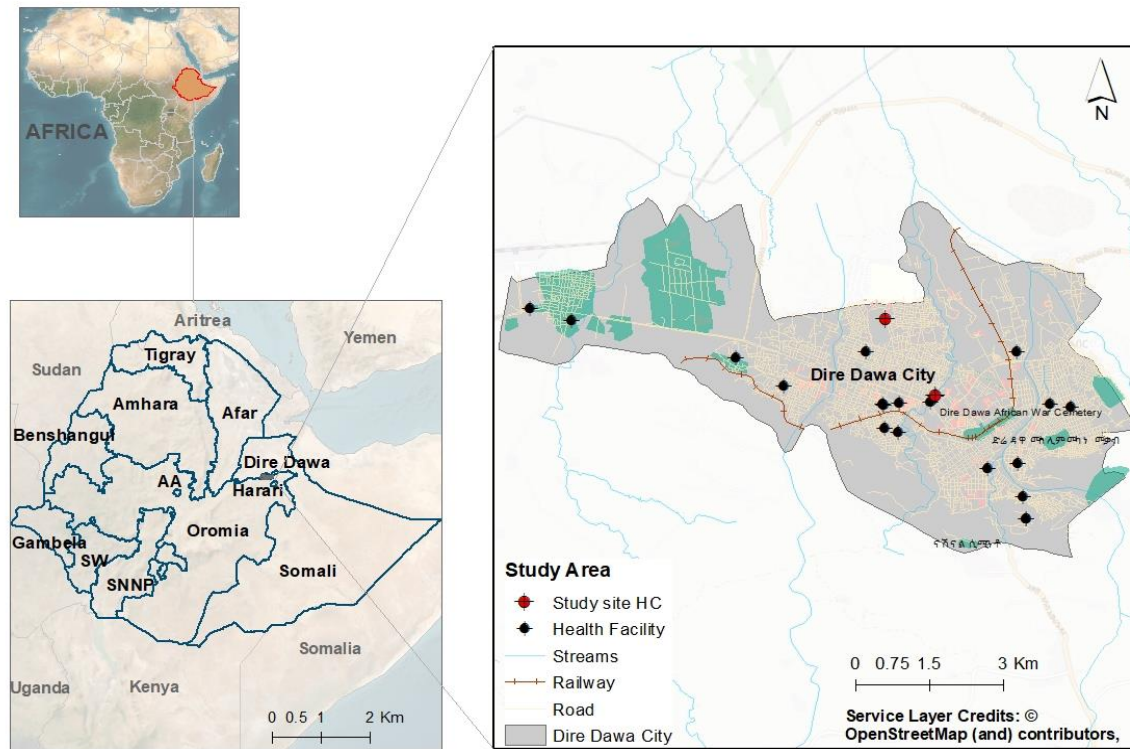 AFRICA
Aritrea
Yemen
Sudan
Tigray
Amhara
Afar
Benshangul
Dire Dawa
AA
Harari
Oromia
Gambela
SW
SNNP
Somali
Somalia
Uganda
Kenya
0 0.5 1 2 Km
N
Outer Bypass
Dire Dawa City
Dire Dawa African War Cemetery
Study Area
Study site HC
Health Facility
Streams
Railway
Road
Dire Dawa City
0 0.75 1.5 3 Km
Service Layer Credits: ©
OpenStreetMap (and) contributors,